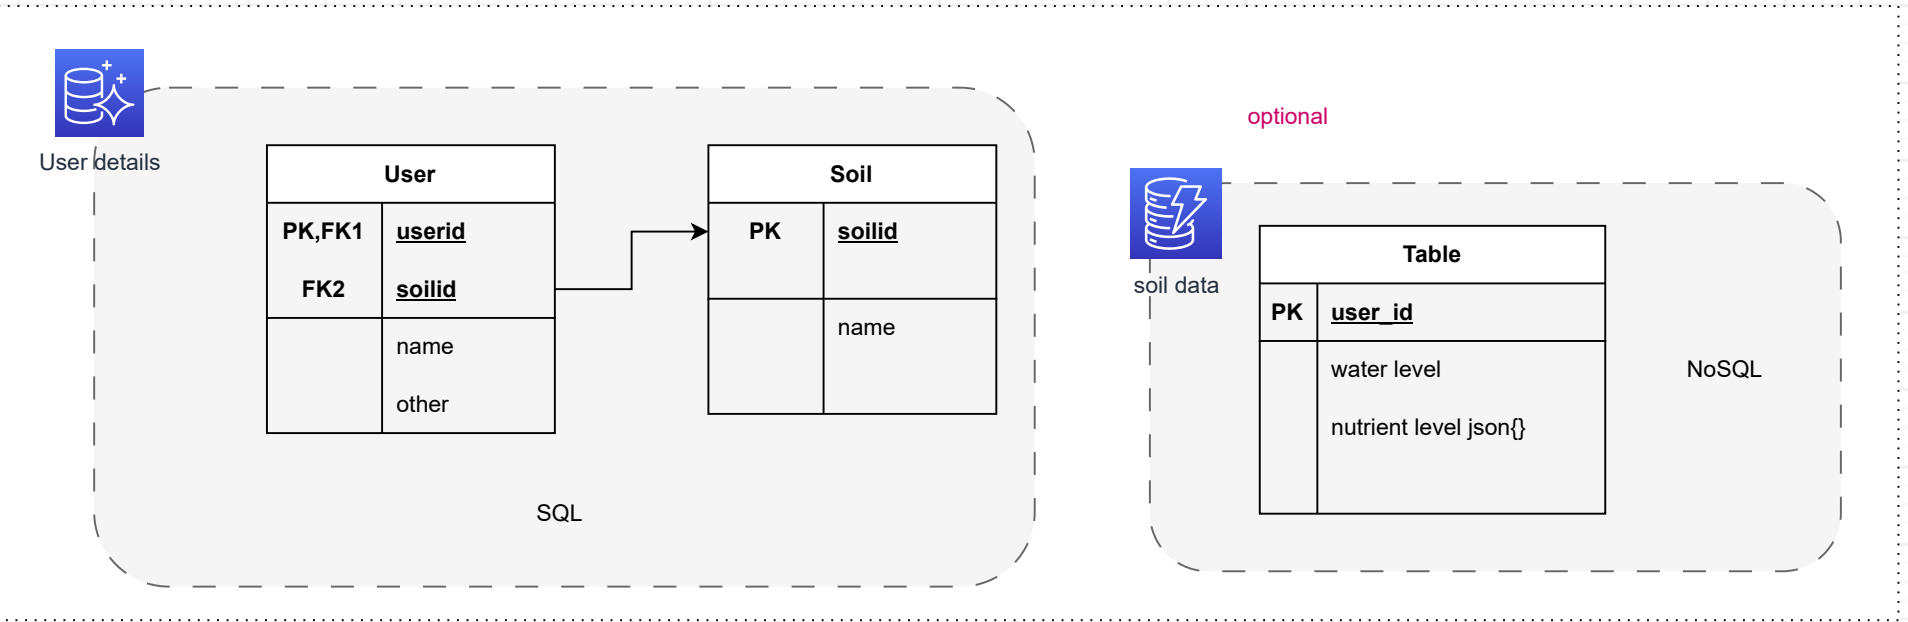 User details
User
PK,FK1 userid
FK2 soilid
name
other
Soil
PK soilid
name
SQL
optional
soil data
Table
PK user_id
water level
nutrient level json{}
NoSQL